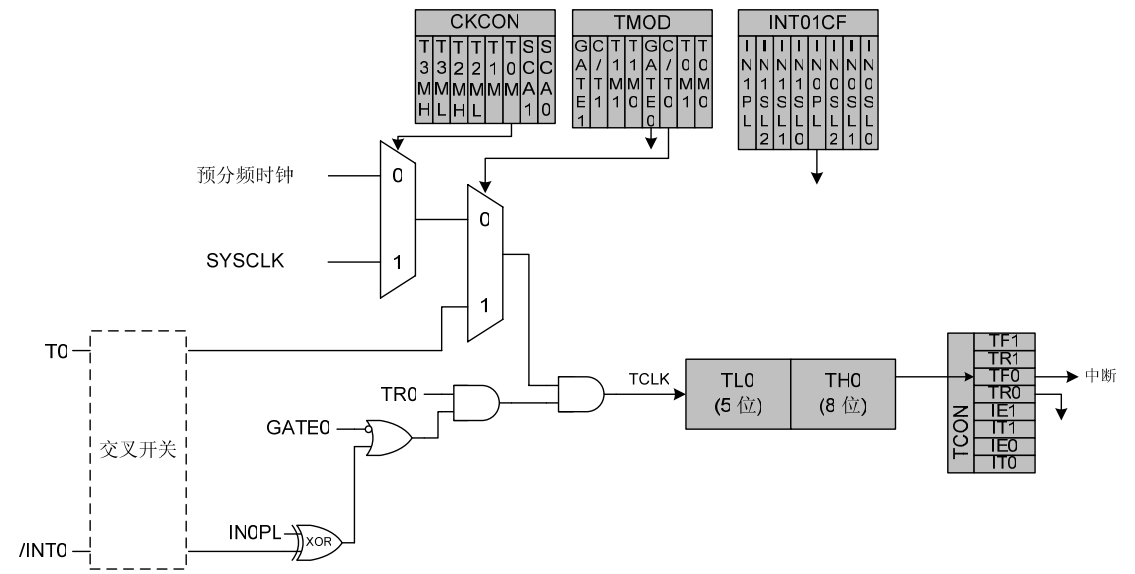 CKCON
T3MH T3ML T2MH T2ML T1M T0M SCA1 SCA0
TMOD
GATE1 C/T1 T1M1 T1M0 GATE0 C/T0 T0M1 T0M0
INT01CF
IN1PL IN1SL2 IN1SL1 IN1SL0 IN0PL IN0SL2 IN0SL1 IN0SL0
预分频时钟
0
SYSCLK
1
0
1
T0
交叉开关
/INT0
TR0
GATE0
IN0PL
XOR
TCLK
TL0
(5 位)
TH0
(8 位)
TCON
TF1
TR1
TF0
TR0
IE1
IT1
IE0
IT0
中断